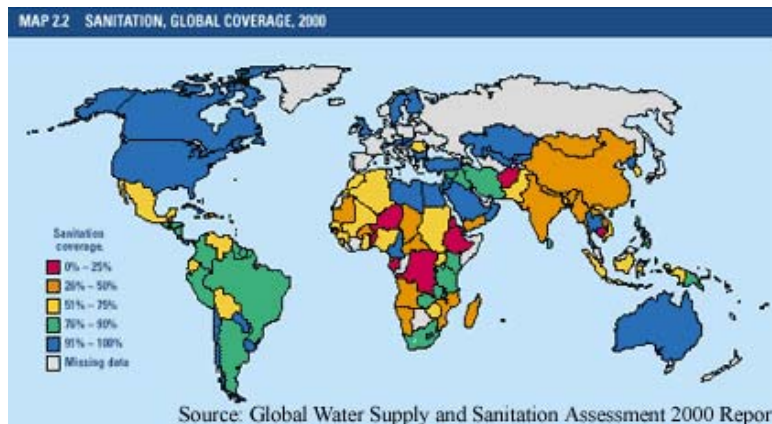 MAP 2.2 SANITATION, GLOBAL COVERAGE, 2000
Sanitation
coverage
0% – 25%
26% – 50%
51% – 75%
76% – 90%
91% – 100%
Missing data
Source: Global Water Supply and Sanitation Assessment 2000 Repor